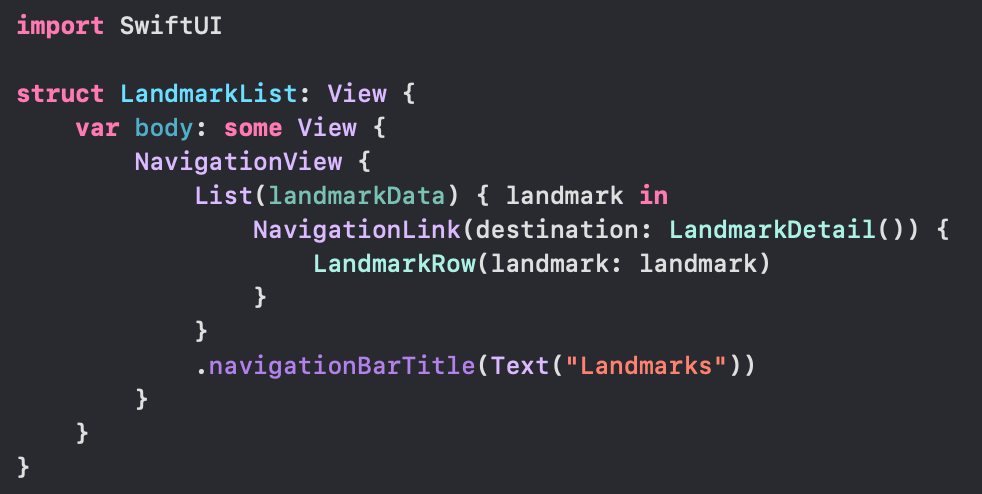 import SwiftUI
struct LandmarkList: View {
    var body: some View {
        NavigationView {
            List(landmarkData) { landmark in
                NavigationLink(destination: LandmarkDetail()) {
                    LandmarkRow(landmark: landmark)
                }
            }
            .navigationBarTitle(Text("Landmarks"))
        }
    }
}